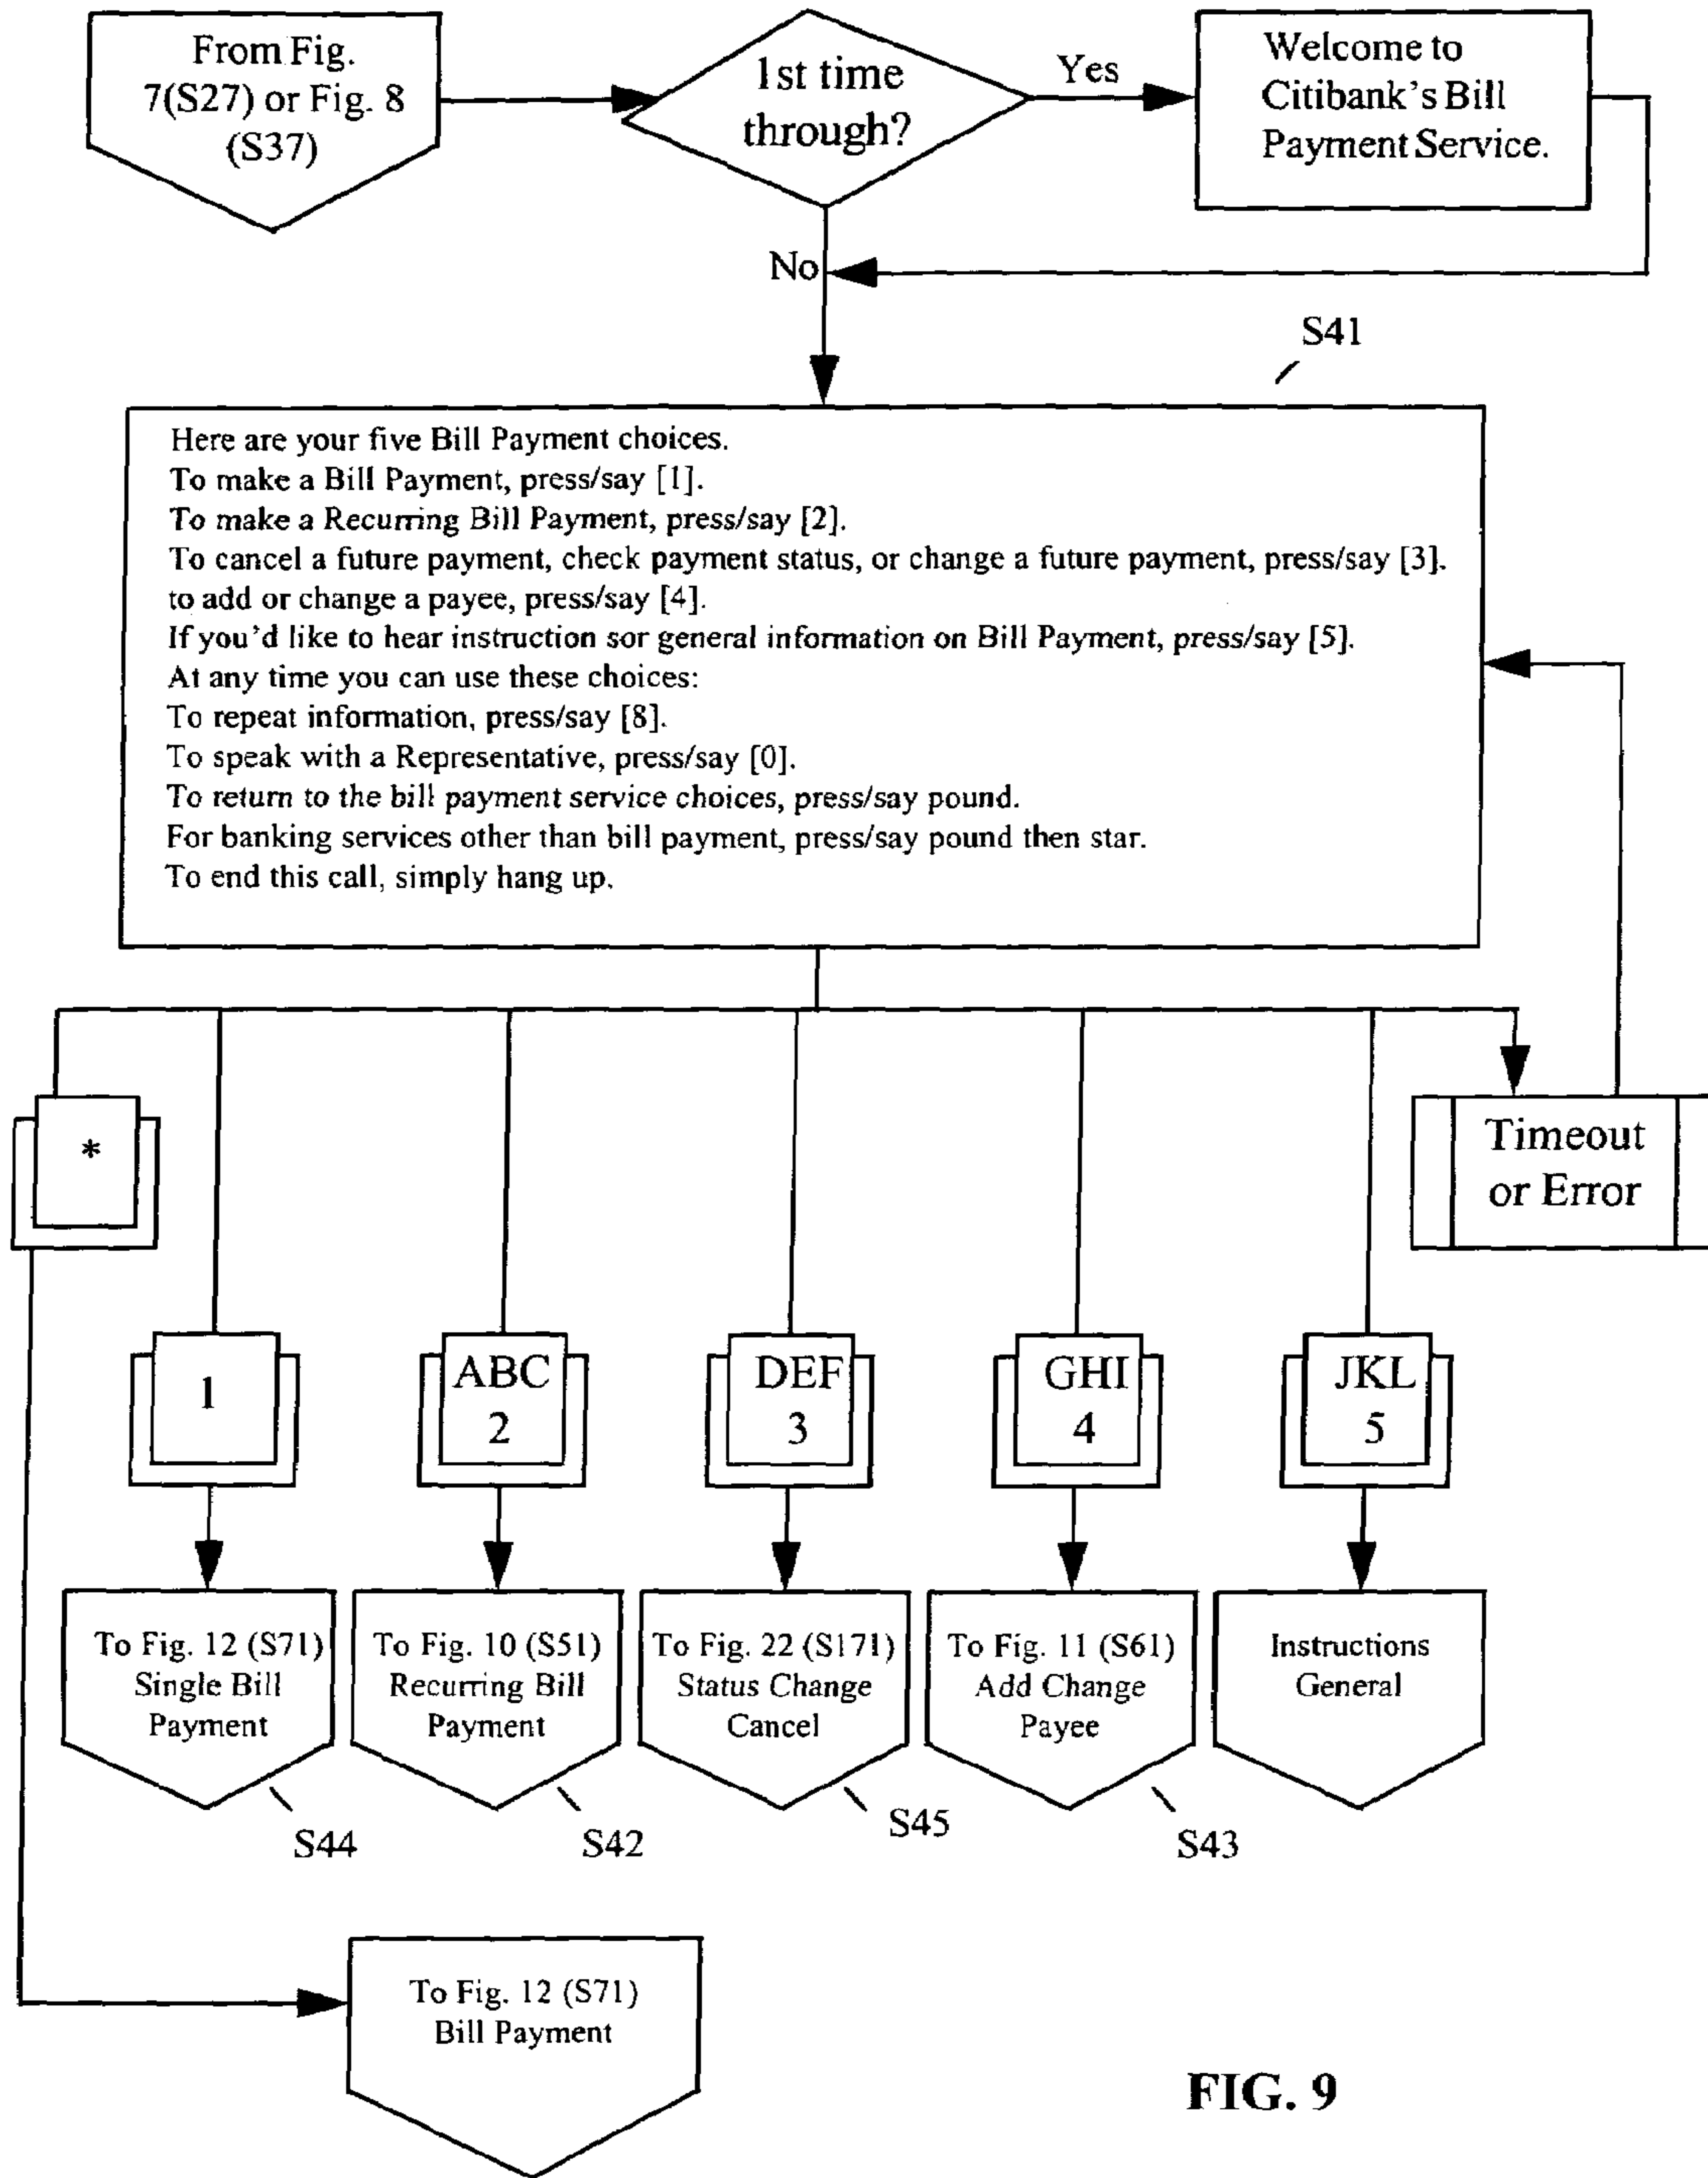 From Fig.
7(S27) or Fig. 8
(S37)
1st time
through?
Yes
Welcome to
Citibank's Bill
Payment Service.
No
S41
Here are your five Bill Payment choices.
To make a Bill Payment, press/say [1].
To make a Recurring Bill Payment, press/say [2].
To cancel a future payment, check payment status, or change a future payment, press/say [3].
to add or change a payee, press/say [4].
If you'd like to hear instruction sor general information on Bill Payment, press/say [5].
At any time you can use these choices:
To repeat information, press/say [8].
To speak with a Representative, press/say [0].
To return to the bill payment service choices, press/say pound.
For banking services other than bill payment, press/say pound then star.
To end this call, simply hang up.
*
Timeout
or Error
1
ABC
2
DEF
3
GHI
4
JKL
5
To Fig. 12 (S71)
Single Bill
Payment
To Fig. 10 (S51)
Recurring Bill
Payment
To Fig. 22 (S171)
Status Change
Cancel
To Fig. 11 (S61)
Add Change
Payee
Instructions
General
S44
S42
S45
S43
To Fig. 12 (S71)
Bill Payment
FIG. 9